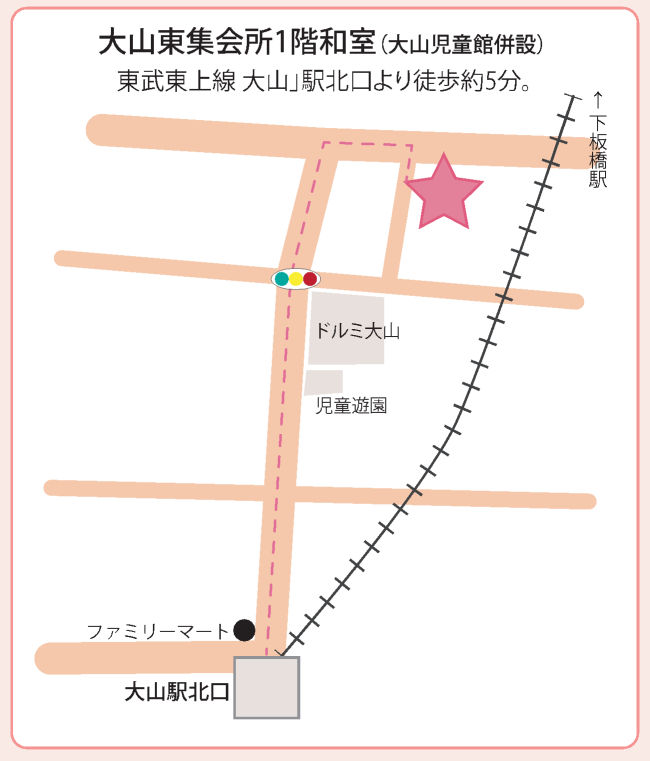 大山東集会所1階和室(大山児童館併設)
東武東上線 大山」駅北口より徒歩約5分。
↑下板橋駅
ドルミ大山
児童遊園
ファミリーマート
大山駅北口